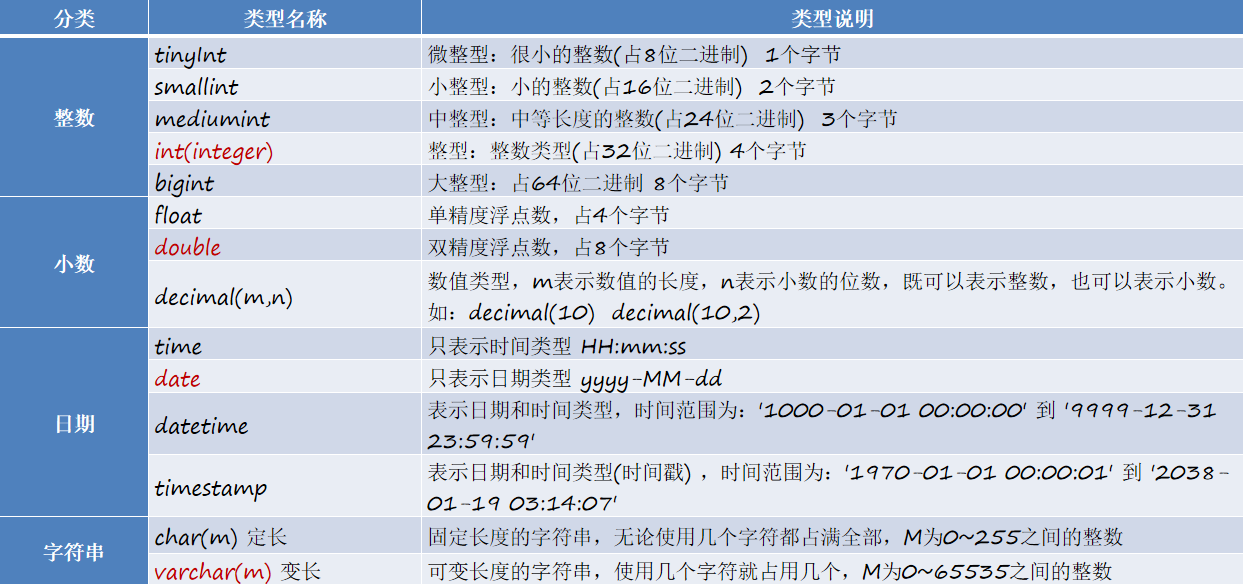 分类 类型名称 类型说明
整数
tinyInt 微整型：很小的整数(占8位二进制) 1个字节
smallint 小整型：小的整数(占16位二进制) 2个字节
mediumint 中整型：中等长度的整数(占24位二进制) 3个字节
int(integer) 整型：整数类型(占32位二进制) 4个字节
bigint 大整型：占64位二进制 8个字节
小数
float 单精度浮点数，占4个字节
double 双精度浮点数，占8个字节
decimal(m,n) 数值类型，m表示数值的长度，n表示小数的位数，既可以表示整数，也可以表示小数。
如：decimal(10) decimal(10,2)
日期
time 只表示时间类型 HH:mm:ss
date 只表示日期类型 yyyy-MM-dd
datetime 表示日期和时间类型，时间范围为：'1000-01-01 00:00:00' 到 '9999-12-31
23:59:59'
timestamp 表示日期和时间类型(时间戳) ，时间范围为：'1970-01-01 00:00:01' 到 '2038-
01-19 03:14:07'
字符串
char(m) 定长 固定长度的字符串，无论使用几个字符都占满全部，M为0~255之间的整数
varchar(m) 变长 可变长度的字符串，使用几个字符就占用几个，M为0~65535之间的整数